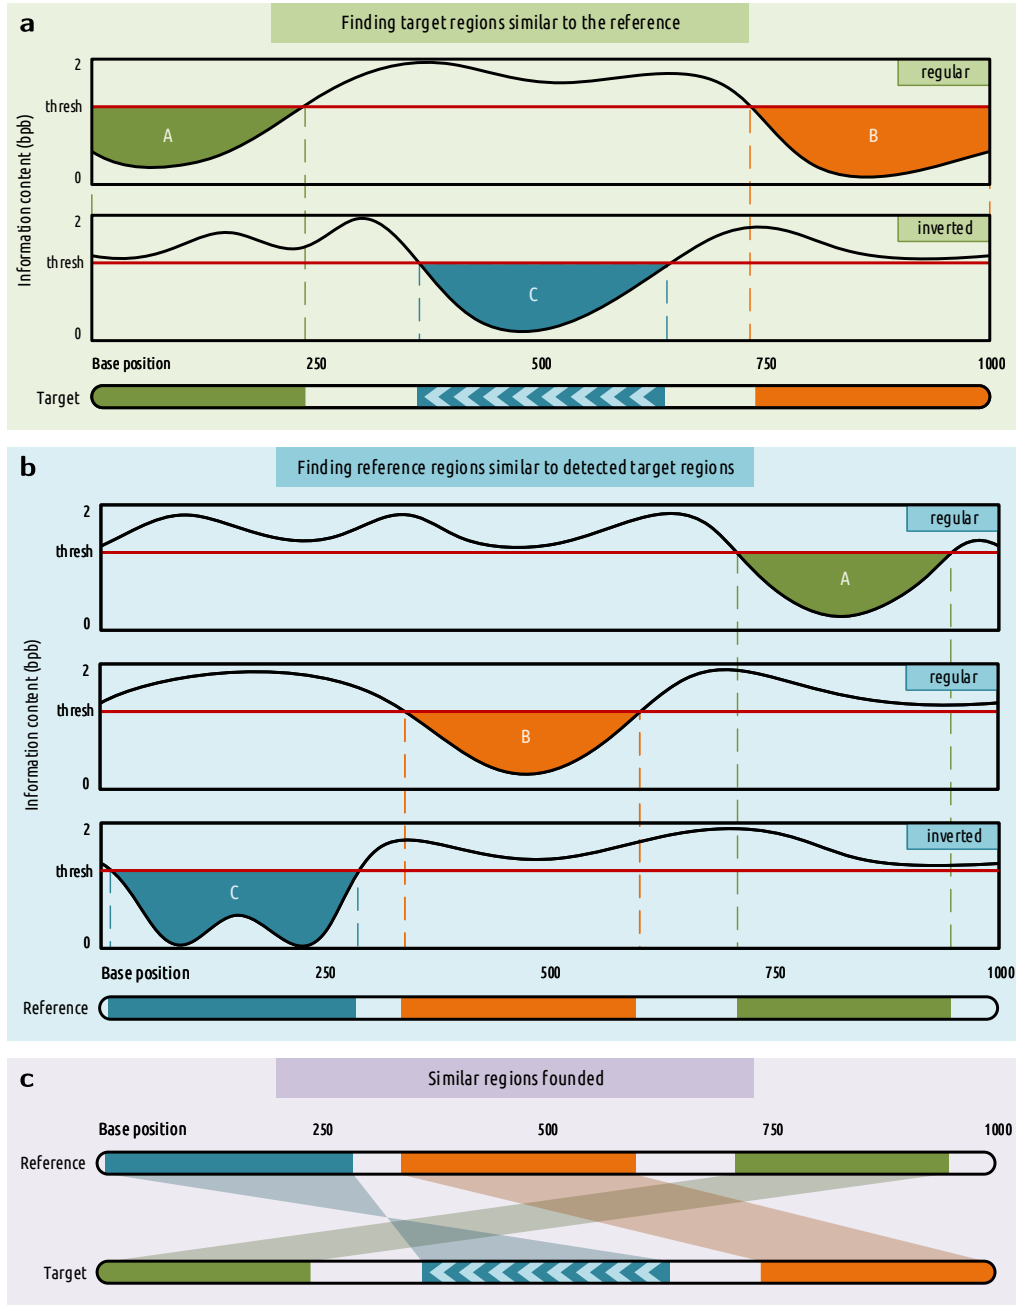 a
Finding target regions similar to the reference
2
regular
thresh
A
B
0
Information content (bpb)
2
inverted
thresh
C
0
Base position 250 500 750 1000
Target
b
Finding reference regions similar to detected target regions
2
regular
thresh
A
0
Information content (bpb)
2
regular
thresh
B
0
2
inverted
thresh
C
0
Base position 250 500 750 1000
Reference
c
Similar regions founded
Base position 250 500 750 1000
Reference
Target